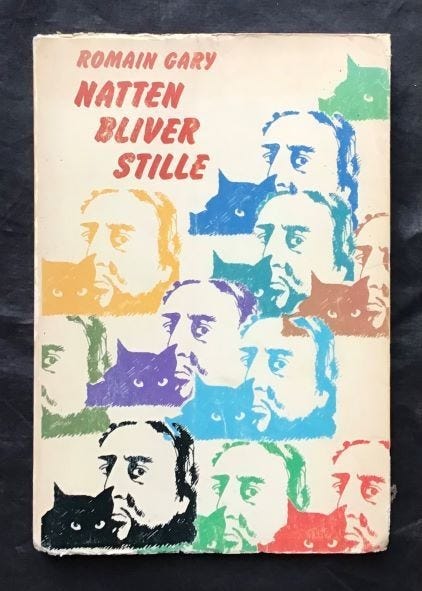 ROMAIN GARY
NATTEN
BLIVER
STILLE